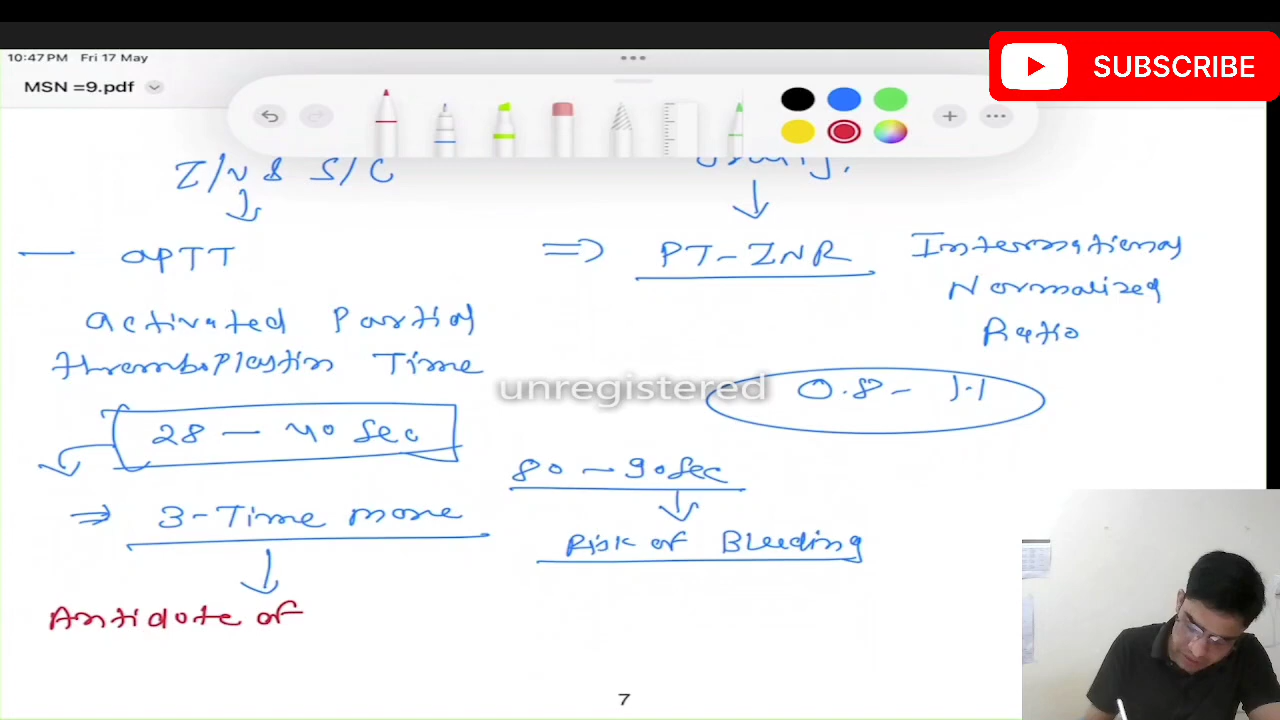 10:47 PM Fri 17 May
MSN =9.pdf
SUBSCRIBE
I/V & S/C
aPTT
Activated Partial
thromboplastin Time
28 - 40 Sec
3-Time more
Antidote of
PT-INR
International
Normalized
Ratio
0.8 - 1.1
80 - 90 Sec
Risk of Bleeding
unregistered
7